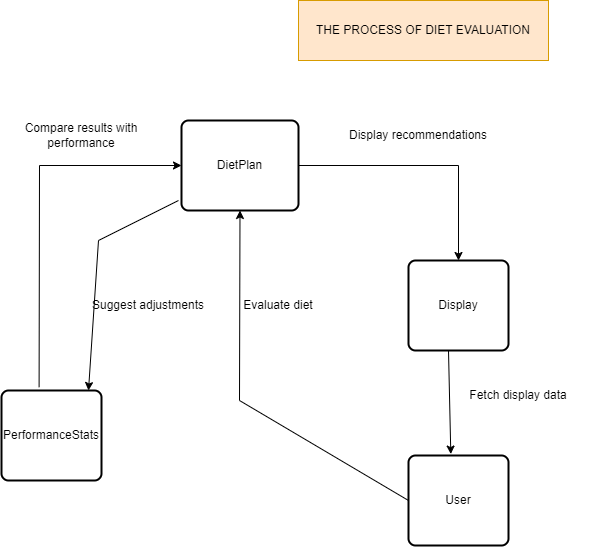 THE PROCESS OF DIET EVALUATION
Compare results with
performance
Display recommendations
DietPlan
Suggest adjustments
Evaluate diet
Display
Fetch display data
PerformanceStats
User